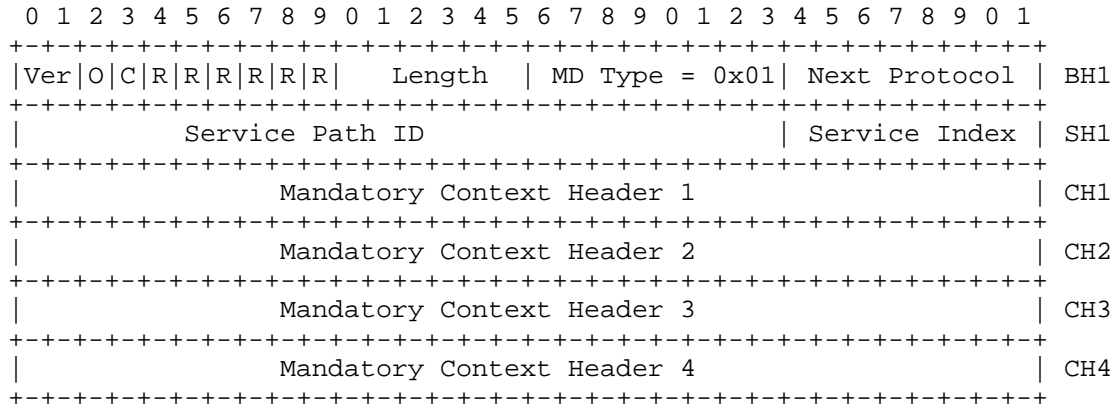 0 1 2 3 4 5 6 7 8 9 0 1 2 3 4 5 6 7 8 9 0 1 2 3 4 5 6 7 8 9 0 1
+-+-+-+-+-+-+-+-+-+-+-+-+-+-+-+-+-+-+-+-+-+-+-+-+-+-+-+-+-+-+-+-+
|Ver|O|C|R|R|R|R|R|R|   Length  | MD Type = 0x01| Next Protocol | BH1
+-+-+-+-+-+-+-+-+-+-+-+-+-+-+-+-+-+-+-+-+-+-+-+-+-+-+-+-+-+-+-+-+
|          Service Path ID                      | Service Index | SH1
+-+-+-+-+-+-+-+-+-+-+-+-+-+-+-+-+-+-+-+-+-+-+-+-+-+-+-+-+-+-+-+-+
|                Mandatory Context Header 1                     | CH1
+-+-+-+-+-+-+-+-+-+-+-+-+-+-+-+-+-+-+-+-+-+-+-+-+-+-+-+-+-+-+-+-+
|                Mandatory Context Header 2                     | CH2
+-+-+-+-+-+-+-+-+-+-+-+-+-+-+-+-+-+-+-+-+-+-+-+-+-+-+-+-+-+-+-+-+
|                Mandatory Context Header 3                     | CH3
+-+-+-+-+-+-+-+-+-+-+-+-+-+-+-+-+-+-+-+-+-+-+-+-+-+-+-+-+-+-+-+-+
|                Mandatory Context Header 4                     | CH4
+-+-+-+-+-+-+-+-+-+-+-+-+-+-+-+-+-+-+-+-+-+-+-+-+-+-+-+-+-+-+-+-+